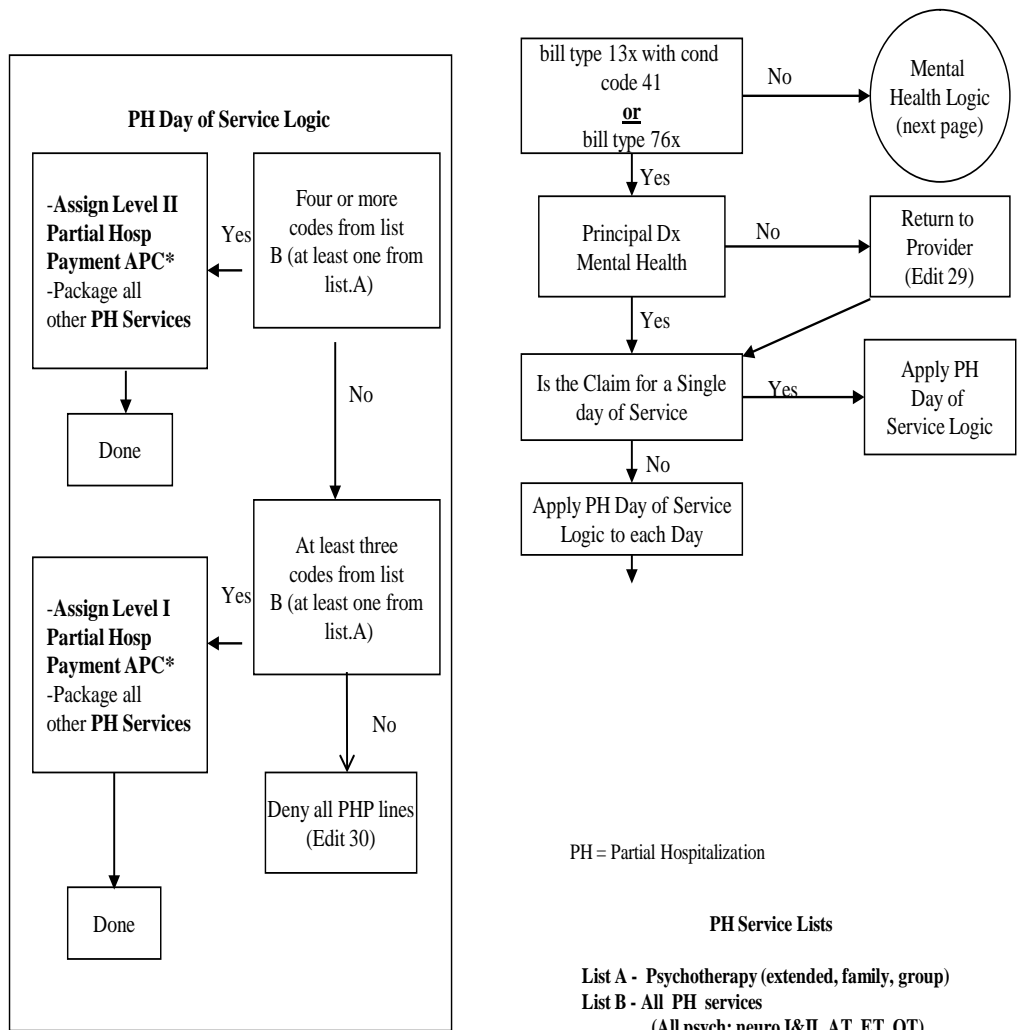 PH Day of Service Logic
-Assign Level II
Partial Hosp
Payment APC*
-Package all
other PH Services
Yes
Four or more
codes from list
B (at least one from
list.A)
Done
No
-Assign Level I
Partial Hosp
Payment APC*
-Package all
other PH Services
Yes
At least three
codes from list
B (at least one from
list.A)
No
Deny all PHP lines
(Edit 30)
Done
bill type 13x with cond
code 41
or
bill type 76x
No
Mental
Health Logic
(next page)
Yes
Principal Dx
Mental Health
No
Return to
Provider
(Edit 29)
Yes
Is the Claim for a Single
day of Service
Yes
Apply PH
Day of
Service Logic
No
Apply PH Day of Service
Logic to each Day
PH = Partial Hospitalization
PH Service Lists
List A - Psychotherapy (extended, family, group)
List B - All PH services
(All psych; neuro I&II, AT, ET, OT)